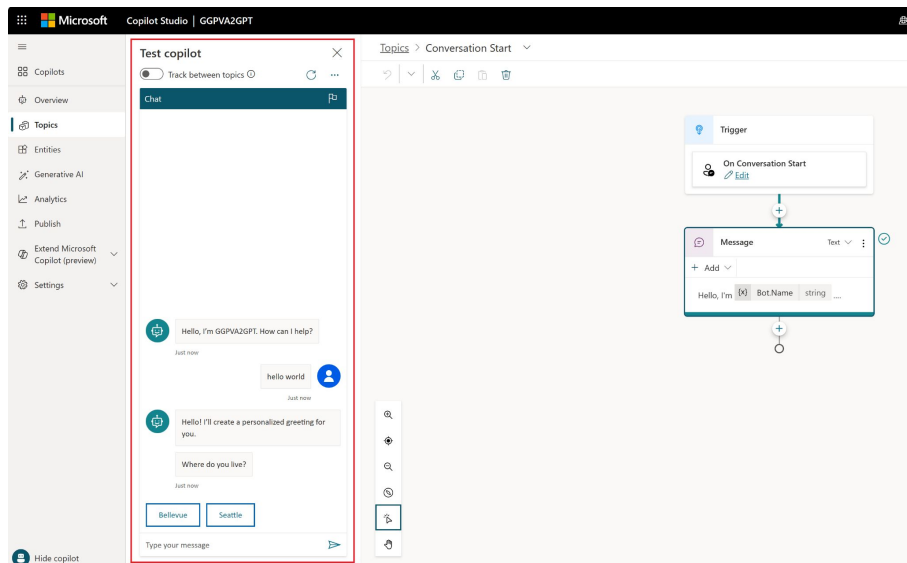 Microsoft Copilot Studio | GGPVA2GPT
Copilots
Overview
Topics
Entities
Generative AI
Analytics
Publish
Extend Microsoft
Copilot (preview)
Settings
Hide copilot
Test copilot
Track between topics
Chat
Hello, I'm GGPVA2GPT. How can I help?
Just now
hello world
Just now
Hello! I'll create a personalized greeting for
you.
Where do you live?
Just now
Bellevue Seattle
Type your message
Topics > Conversation Start
Trigger
On Conversation Start
Edit
Message Text
+ Add
Hello, I'm {x} Bot.Name string ....